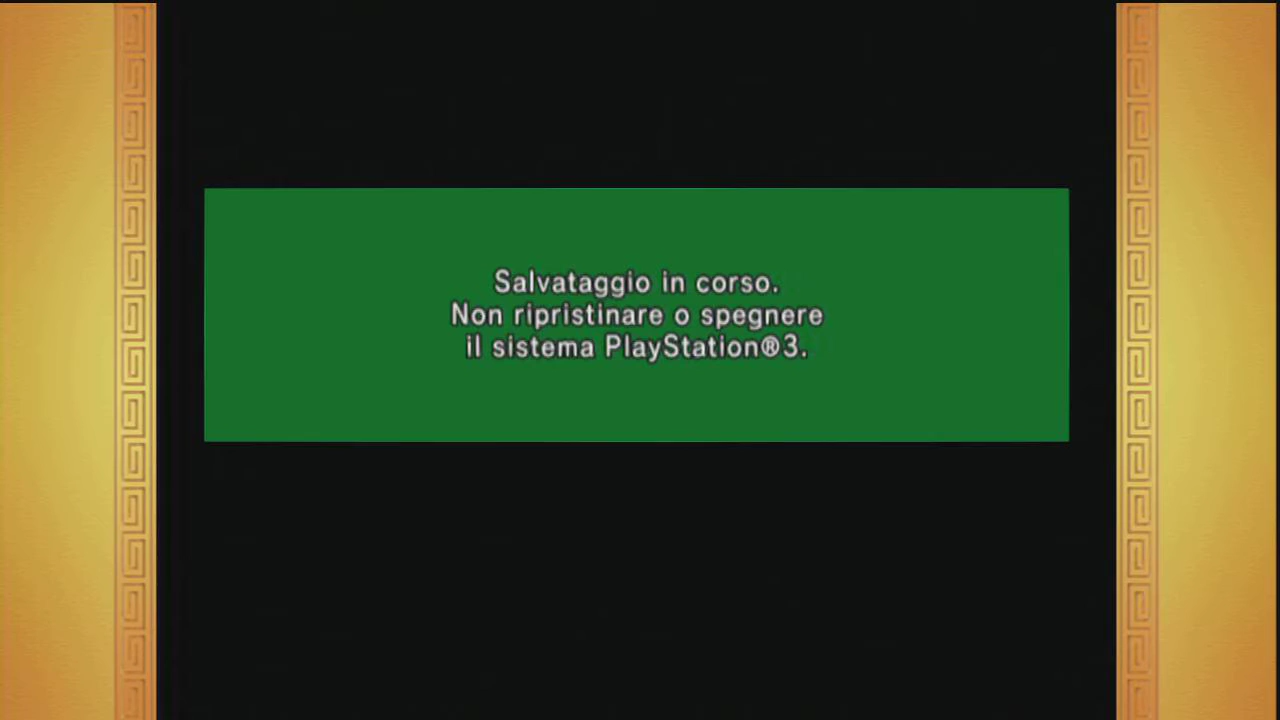 Salvataggio in corso.
Non ripristinare o spegnere
il sistema PlayStation®3.